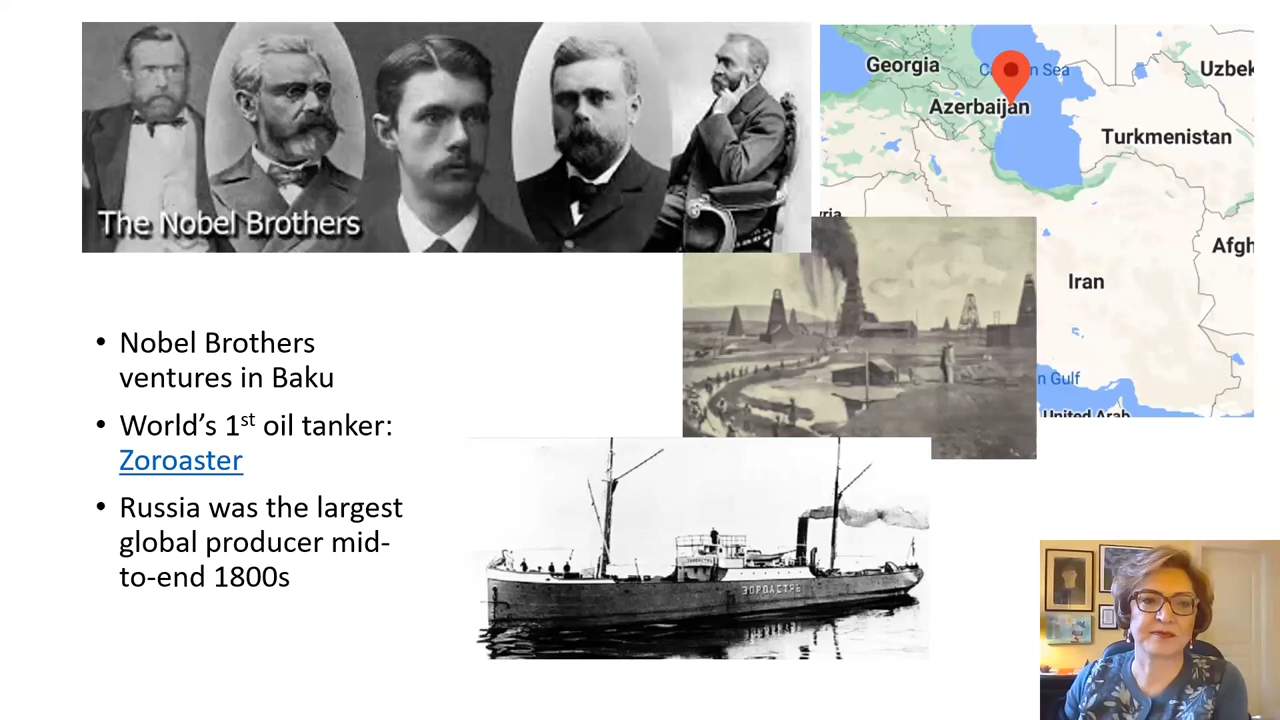 The Nobel Brothers
Georgia
Sea
Uzbek
Azerbaijan
Turkmenistan
Afgh
Iran
n Gulf
United Arab
• Nobel Brothers
ventures in Baku
• World’s 1st oil tanker:
Zoroaster
• Russia was the largest
global producer mid-
to-end 1800s
ЗОРОАСТРЪ